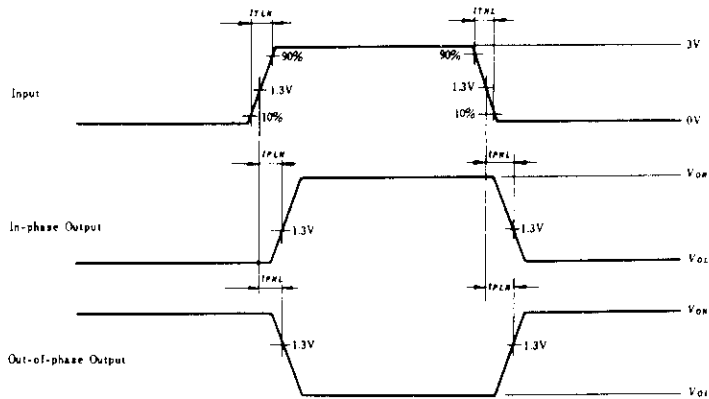 tTLH tTHL
90% 90% 3V
Input 1.3V 1.3V
10% 10% 0V
tPLH tPHL
VOH
In-phase Output 1.3V 1.3V
VOL
tPHL tPLH
VOH
1.3V 1.3V
Out-of-phase Output
VOL